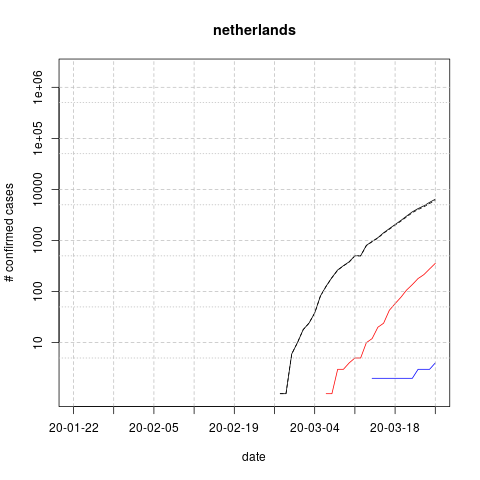 netherlands
# confirmed cases
1e+06
1e+05
10000
1000
100
10
20-01-22
20-02-05
20-02-19
20-03-04
20-03-18
date